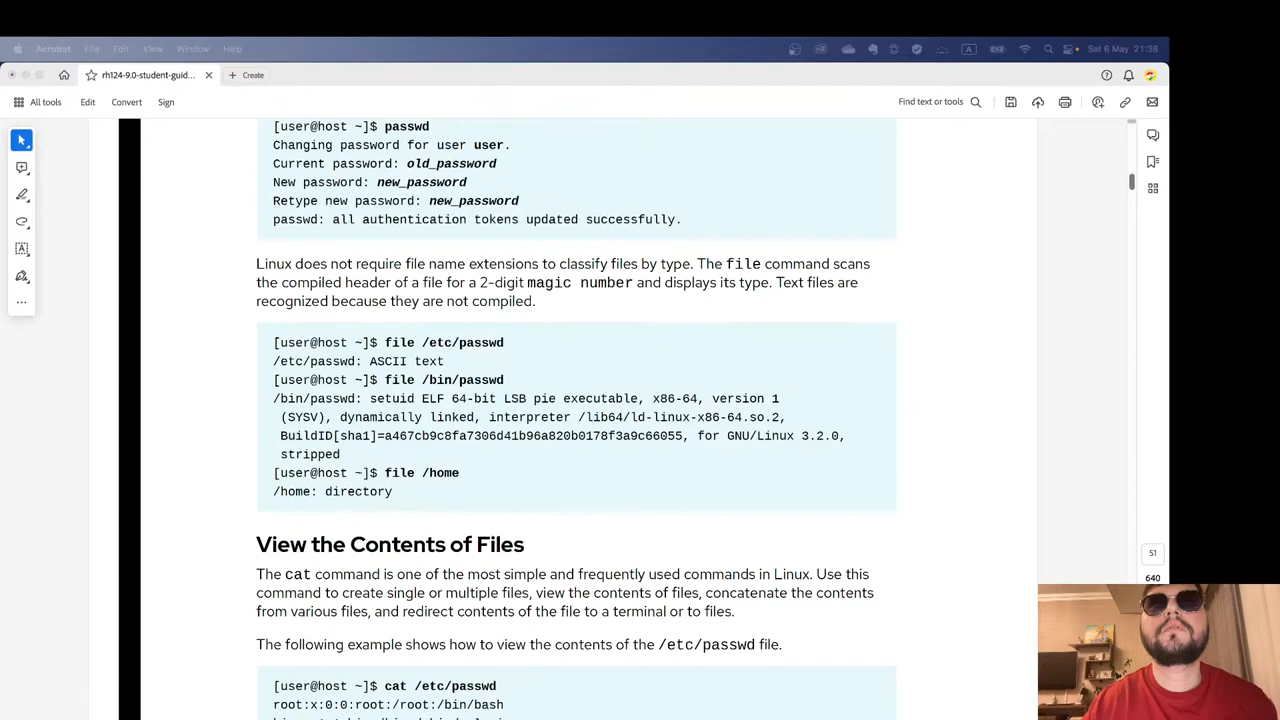 Acrobat File Edit View Window Help Sat 6 May 21:36
rh124-9.0-student-guid... Create
All tools Edit Convert Sign Find text or tools
[user@host ~]$ passwd
Changing password for user user.
Current password: old_password
New password: new_password
Retype new password: new_password
passwd: all authentication tokens updated successfully.
Linux does not require file name extensions to classify files by type. The file command scans
the compiled header of a file for a 2-digit magic number and displays its type. Text files are
recognized because they are not compiled.
[user@host ~]$ file /etc/passwd
/etc/passwd: ASCII text
[user@host ~]$ file /bin/passwd
/bin/passwd: setuid ELF 64-bit LSB pie executable, x86-64, version 1
(SYSV), dynamically linked, interpreter /lib64/ld-linux-x86-64.so.2,
BuildID[sha1]=a467cb9c8fa7306d41b96a820b0178f3a9c66055, for GNU/Linux 3.2.0,
stripped
[user@host ~]$ file /home
/home: directory
View the Contents of Files
51
The cat command is one of the most simple and frequently used commands in Linux. Use this
640
command to create single or multiple files, view the contents of files, concatenate the contents
from various files, and redirect contents of the file to a terminal or to files.
The following example shows how to view the contents of the /etc/passwd file.
[user@host ~]$ cat /etc/passwd
root:x:0:0:root:/root:/bin/bash